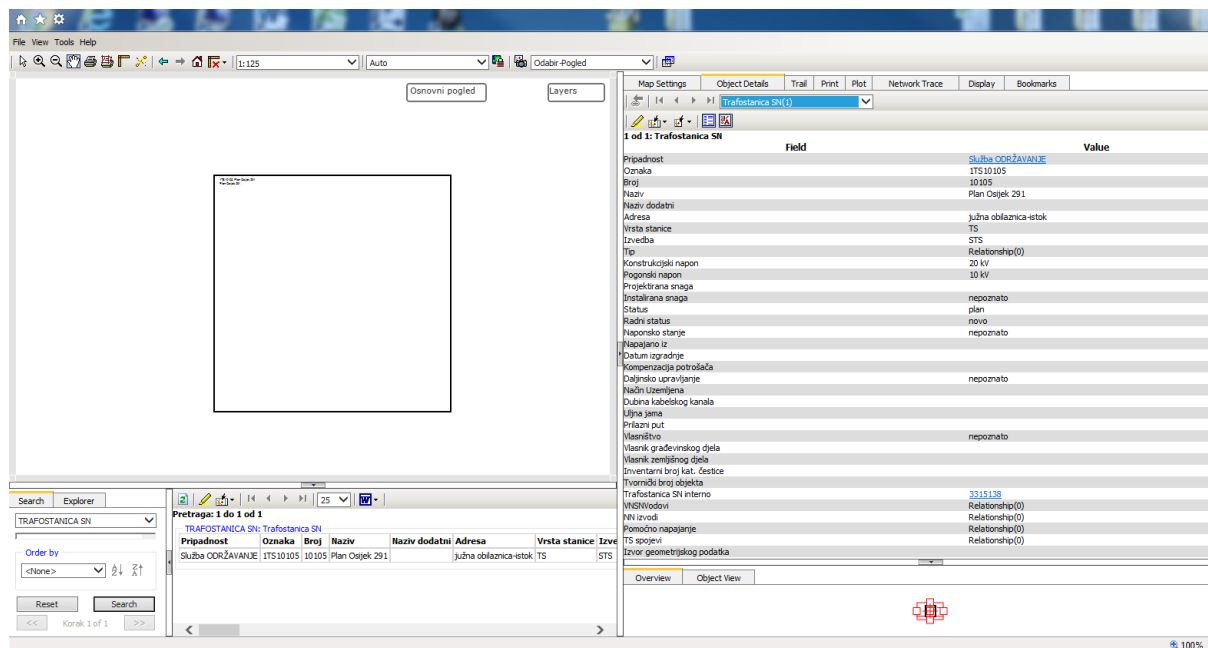 File View Tools Help
1:125 Auto Odabir-Pogled
Osnovni pogled Layers
1TS10105 Plan Osijek 291
Plan Osijek 291
Map Settings Object Details Trail Print Plot Network Trace Display Bookmarks
Trafostanica SN(1)
1 od 1: Trafostanica SN
Field Value
Pripadnost Služba ODRŽAVANJE
Oznaka 1TS10105
Broj 10105
Naziv Plan Osijek 291
Naziv dodatni
Adresa južna obilaznica-istok
Vrsta stanice TS
Izvedba STS
Tip Relationship(0)
Konstrukcijski napon 20 kV
Pogonski napon 10 kV
Projektirana snaga
Instalirana snaga nepoznato
Status plan
Radni status novo
Naponsko stanje nepoznato
Napajano iz
Datum izgradnje
Kompenzacija potrošača
Daljinsko upravljanje nepoznato
Način Uzemljena
Dubina kabelskog kanala
Uljna jama
Prilazni put
Vlasništvo nepoznato
Vlasnik građevinskog djela
Vlasnik zemljišnog djela
Inventarni broj kat. čestice
Tvornički broj objekta
Trafostanica SN interno 3315138
VNSNVodovi Relationship(0)
NN izvodi Relationship(0)
Pomoćno napajanje Relationship(0)
TS spojevi Relationship(0)
Izvor geometrijskog podatka
Overview Object View
Search Explorer
TRAFOSTANICA SN
Order by
<None>
Reset Search
<< Korak 1 of 1 >>
25
Pretraga: 1 do 1 od 1
TRAFOSTANICA SN: Trafostanica SN
Pripadnost Oznaka Broj Naziv Naziv dodatni Adresa Vrsta stanice Izve
Služba ODRŽAVANJE 1TS10105 10105 Plan Osijek 291 južna obilaznica-istok TS STS
100%